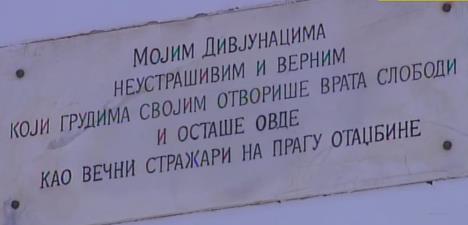 Мојим Дивјунацима
неустрашивим и верним
који грудима својим отворише врата слободи
и осташе овде
као вечни стражари на прагу отаџбине